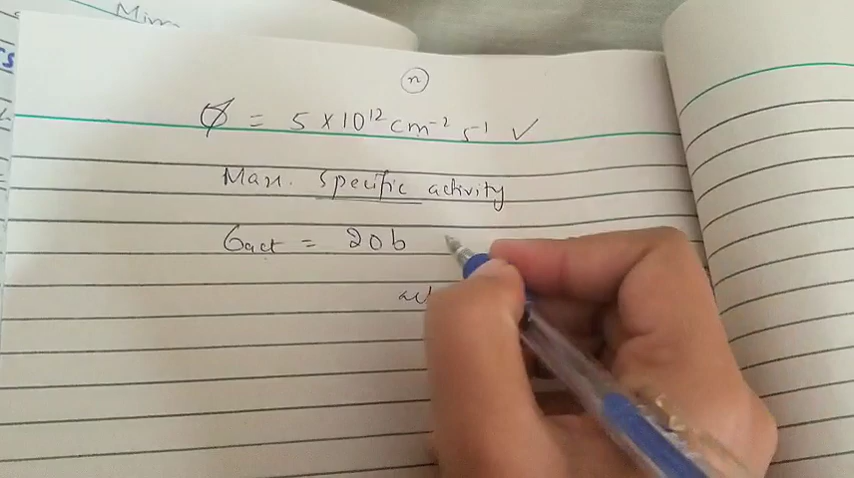 n
ϕ = 5 × 10¹² cm⁻² s⁻¹ ✓
Max. specific activity
σact = 20b